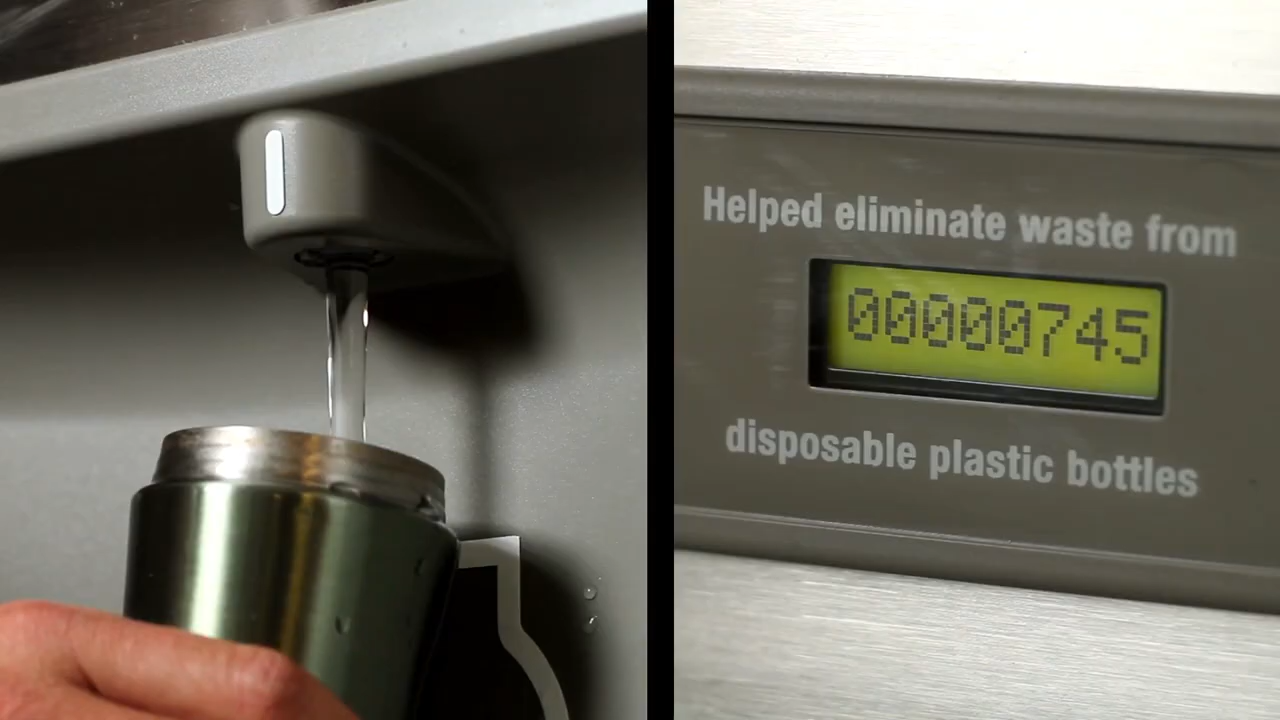 Helped eliminate waste from
00000745
disposable plastic bottles